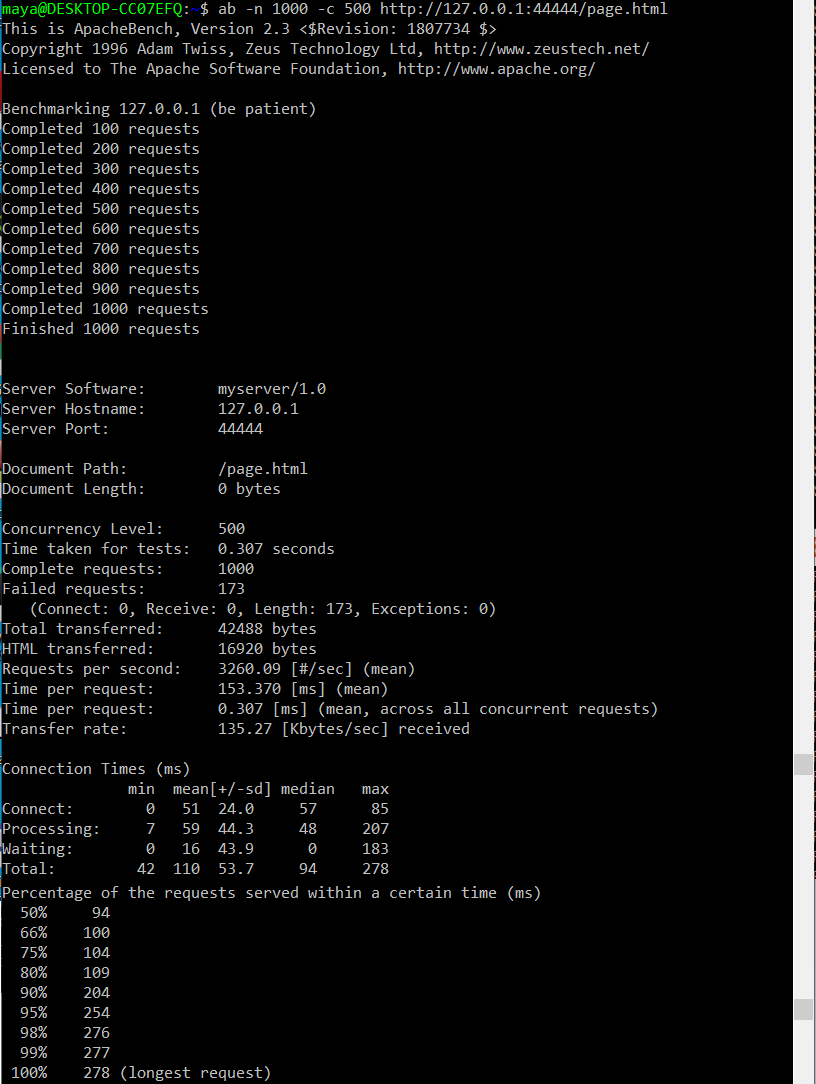 maya@DESKTOP-CC07EFQ:~$ ab -n 1000 -c 500 http://127.0.0.1:44444/page.html
This is ApacheBench, Version 2.3 <$Revision: 1807734 $>
Copyright 1996 Adam Twiss, Zeus Technology Ltd, http://www.zeustech.net/
Licensed to The Apache Software Foundation, http://www.apache.org/

Benchmarking 127.0.0.1 (be patient)
Completed 100 requests
Completed 200 requests
Completed 300 requests
Completed 400 requests
Completed 500 requests
Completed 600 requests
Completed 700 requests
Completed 800 requests
Completed 900 requests
Completed 1000 requests
Finished 1000 requests


Server Software:        myserver/1.0
Server Hostname:        127.0.0.1
Server Port:            44444

Document Path:          /page.html
Document Length:        0 bytes

Concurrency Level:      500
Time taken for tests:   0.307 seconds
Complete requests:      1000
Failed requests:        173
   (Connect: 0, Receive: 0, Length: 173, Exceptions: 0)
Total transferred:      42488 bytes
HTML transferred:       16920 bytes
Requests per second:    3260.09 [#/sec] (mean)
Time per request:       153.370 [ms] (mean)
Time per request:       0.307 [ms] (mean, across all concurrent requests)
Transfer rate:          135.27 [Kbytes/sec] received

Connection Times (ms)
              min  mean[+/-sd] median   max
Connect:        0   51  24.0     57      85
Processing:     7   59  44.3     48     207
Waiting:        0   16  43.9      0     183
Total:         42  110  53.7     94     278
Percentage of the requests served within a certain time (ms)
  50%     94
  66%    100
  75%    104
  80%    109
  90%    204
  95%    254
  98%    276
  99%    277
 100%    278 (longest request)